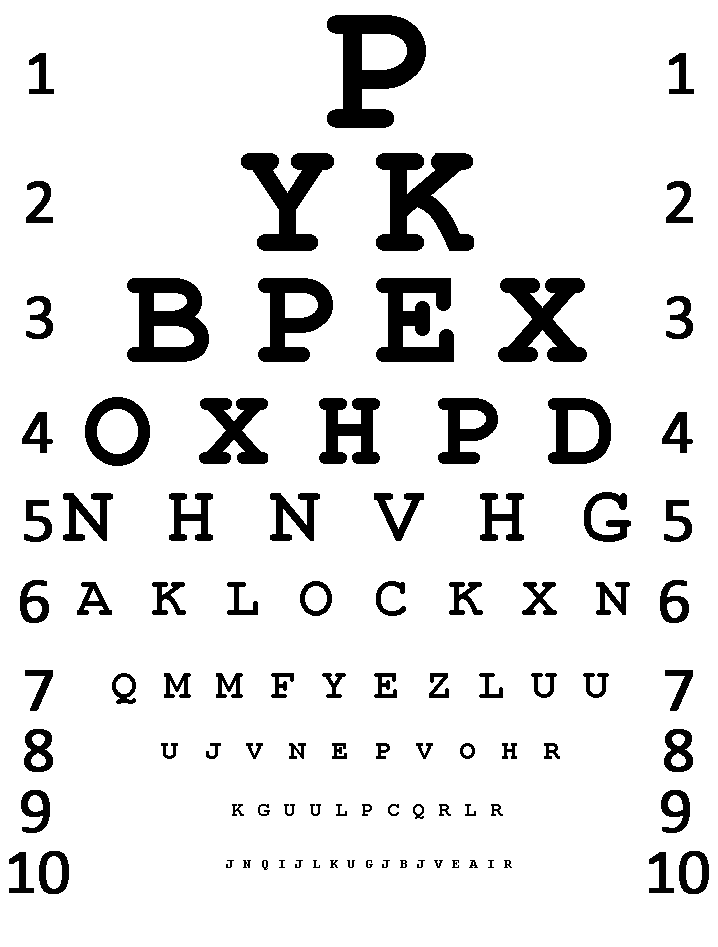 1 P 1
2 Y K 2
3 B P E X 3
4 O X H P D 4
5 N H N V H G 5
6 A K L O C K X N 6
7 Q M M F Y E Z L U U 7
8 U J V N E P V O H R 8
9 K G U U L P C Q R L R 9
10 J N Q I J L K U G J B J V E A I R 10